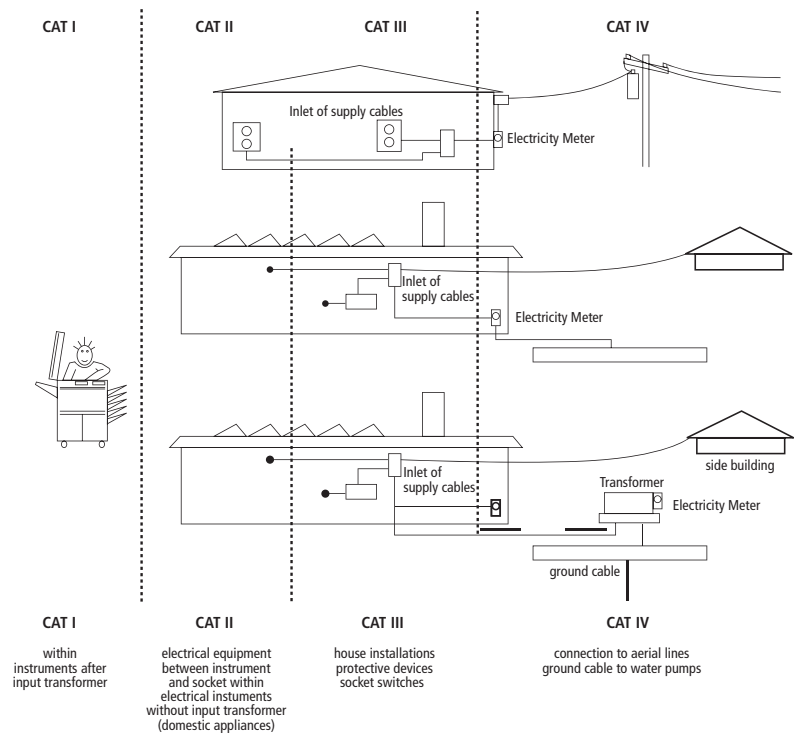 CAT I
CAT II
CAT III
CAT IV
Inlet of supply cables
Electricity Meter
Inlet of
supply cables
Electricity Meter
side building
Inlet of
supply cables
Transformer
Electricity Meter
ground cable
CAT I
within
instruments after
input transformer
CAT II
electrical equipment
between instrument
and socket within
electrical instuments
without input transformer
(domestic appliances)
CAT III
house installations
protective devices
socket switches
CAT IV
connection to aerial lines
ground cable to water pumps